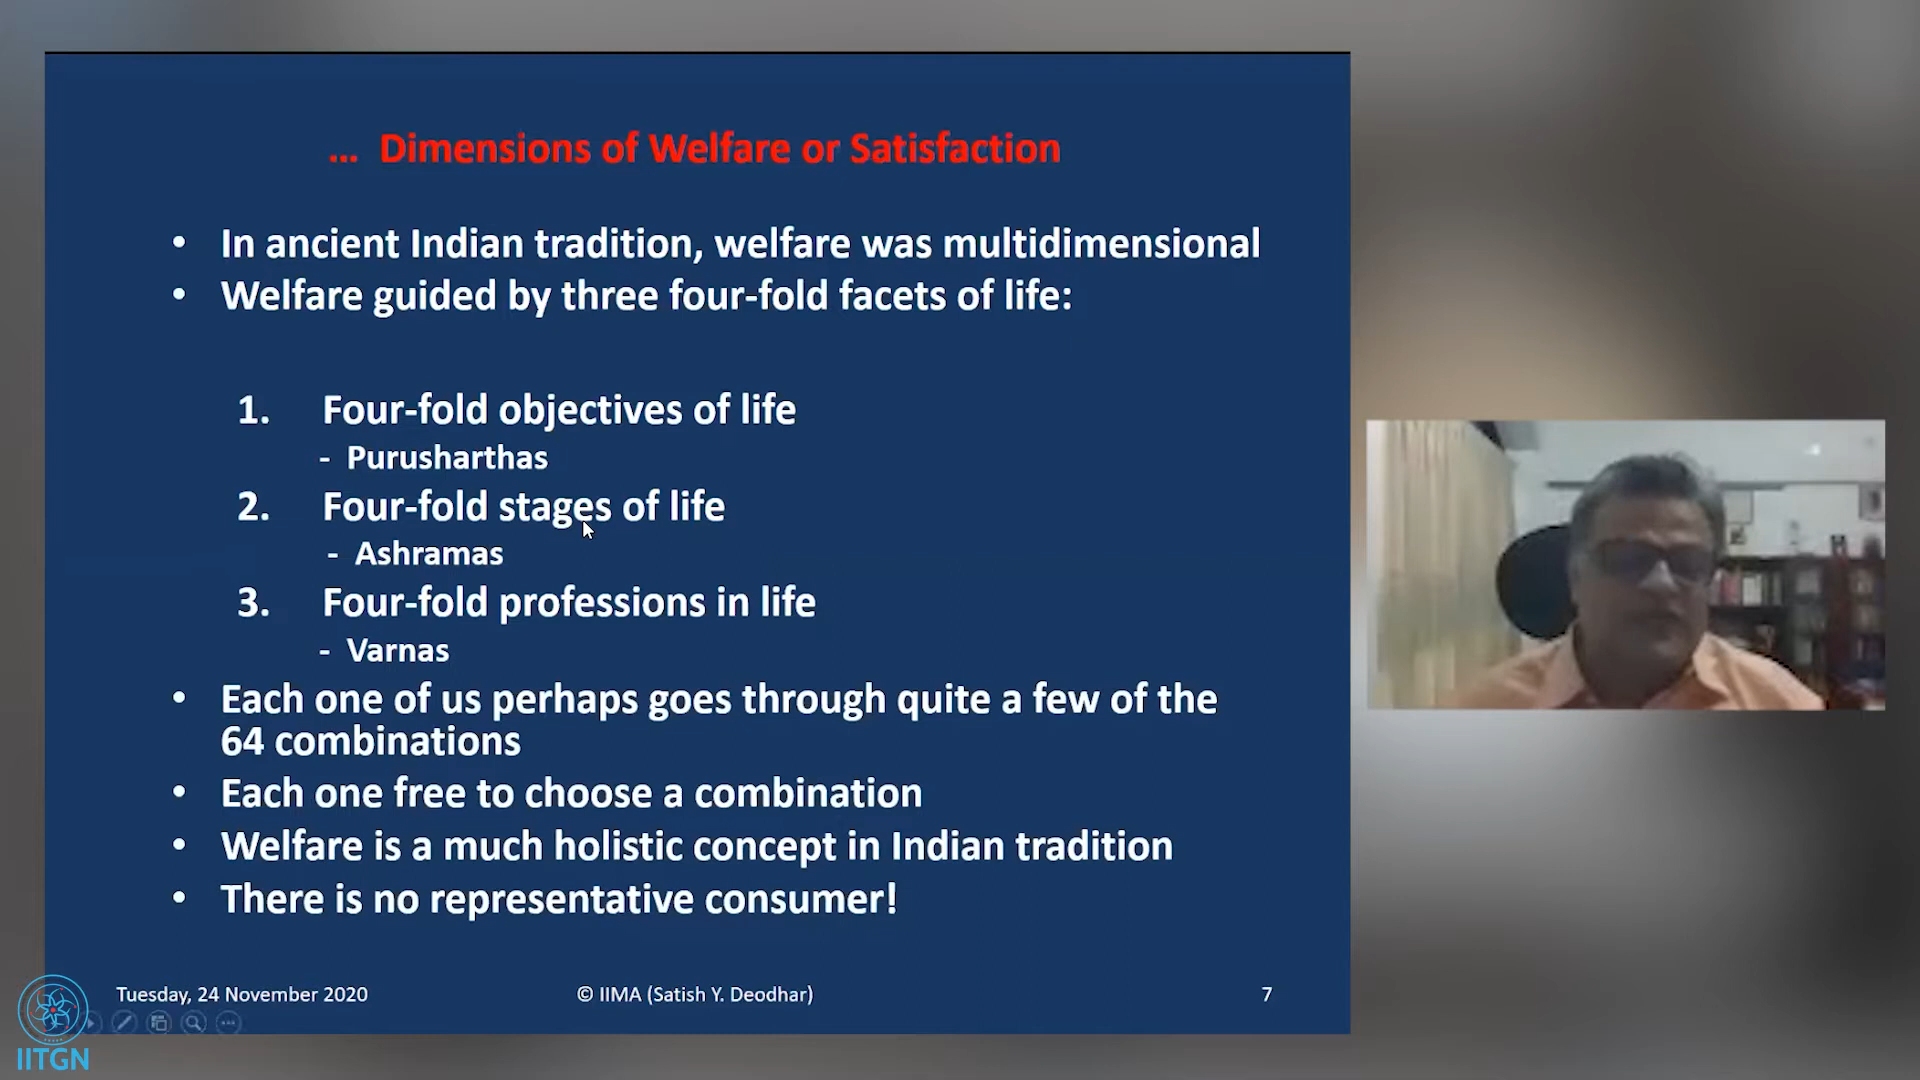 ... Dimensions of Welfare or Satisfaction
• In ancient Indian tradition, welfare was multidimensional
• Welfare guided by three four-fold facets of life:
1. Four-fold objectives of life
- Purusharthas
2. Four-fold stages of life
- Ashramas
3. Four-fold professions in life
- Varnas
• Each one of us perhaps goes through quite a few of the
64 combinations
• Each one free to choose a combination
• Welfare is a much holistic concept in Indian tradition
• There is no representative consumer!
Tuesday, 24 November 2020
© IIMA (Satish Y. Deodhar)
7
IITGN